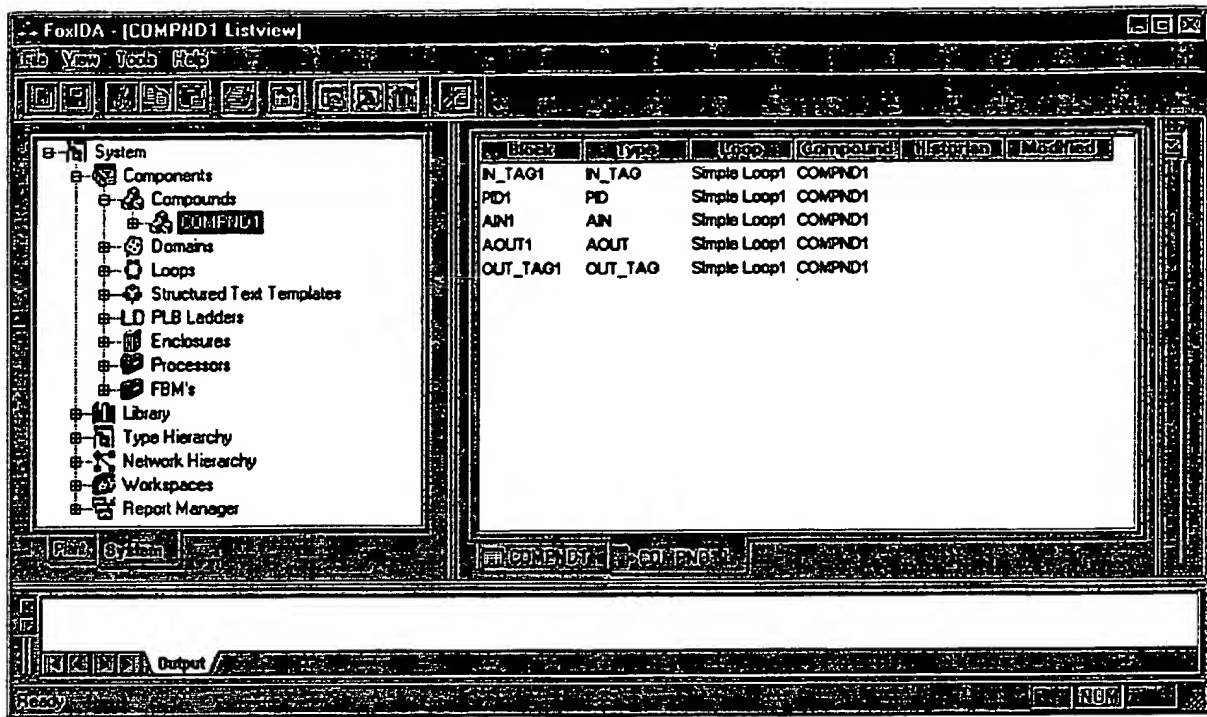 FoxIDA - [COMPND1 Listview]
File View Tools Help
System
Components
Compounds
COMPND1
Domains
Loops
Structured Text Templates
PLB Ladders
Enclosures
Processors
FBM's
Library
Type Hierarchy
Network Hierarchy
Workspaces
Report Manager
Plant System
Block Type Loop Compound Historian Modified
IN_TAG1 IN_TAG Simple Loop1 COMPND1
PID1 PID Simple Loop1 COMPND1
AIN1 AIN Simple Loop1 COMPND1
AOUT1 AOUT Simple Loop1 COMPND1
OUT_TAG1 OUT_TAG Simple Loop1 COMPND1
COMPND1 COMPND1
Output
Ready NUM